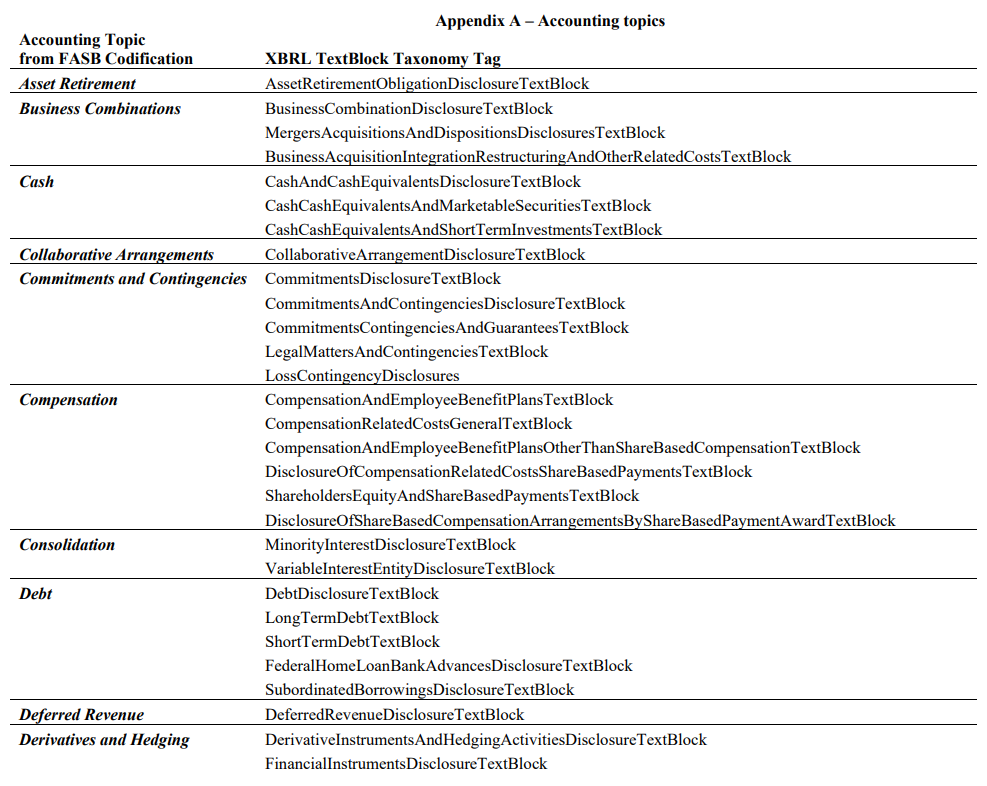 Appendix A – Accounting topics
Accounting Topic
from FASB Codification XBRL TextBlock Taxonomy Tag
Asset Retirement AssetRetirementObligationDisclosureTextBlock
Business Combinations BusinessCombinationDisclosureTextBlock
MergersAcquisitionsAndDispositionsDisclosuresTextBlock
BusinessAcquisitionIntegrationRestructuringAndOtherRelatedCostsTextBlock
Cash CashAndCashEquivalentsDisclosureTextBlock
CashCashEquivalentsAndMarketableSecuritiesTextBlock
CashCashEquivalentsAndShortTermInvestmentsTextBlock
Collaborative Arrangements CollaborativeArrangementDisclosureTextBlock
Commitments and Contingencies CommitmentsDisclosureTextBlock
CommitmentsAndContingenciesDisclosureTextBlock
CommitmentsContingenciesAndGuaranteesTextBlock
LegalMattersAndContingenciesTextBlock
LossContingencyDisclosures
Compensation CompensationAndEmployeeBenefitPlansTextBlock
CompensationRelatedCostsGeneralTextBlock
CompensationAndEmployeeBenefitPlansOtherThanShareBasedCompensationTextBlock
DisclosureOfCompensationRelatedCostsShareBasedPaymentsTextBlock
ShareholdersEquityAndShareBasedPaymentsTextBlock
DisclosureOfShareBasedCompensationArrangementsByShareBasedPaymentAwardTextBlock
Consolidation MinorityInterestDisclosureTextBlock
VariableInterestEntityDisclosureTextBlock
Debt DebtDisclosureTextBlock
LongTermDebtTextBlock
ShortTermDebtTextBlock
FederalHomeLoanBankAdvancesDisclosureTextBlock
SubordinatedBorrowingsDisclosureTextBlock
Deferred Revenue DeferredRevenueDisclosureTextBlock
Derivatives and Hedging DerivativeInstrumentsAndHedgingActivitiesDisclosureTextBlock
FinancialInstrumentsDisclosureTextBlock